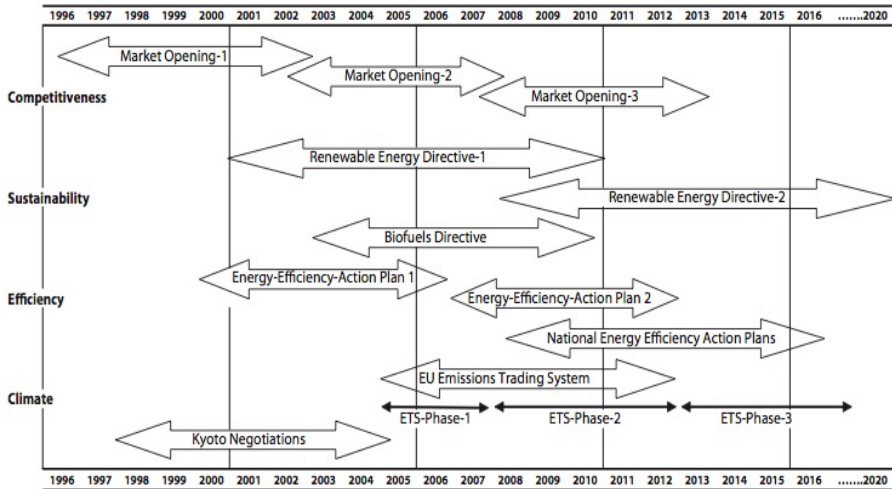 1996 1997 1998 1999 2000 2001 2002 2003 2004 2005 2006 2007 2008 2009 2010 2011 2012 2013 2014 2015 2016 .......2020
Market Opening-1
Market Opening-2
Competitiveness
Market Opening-3
Renewable Energy Directive-1
Sustainability
Renewable Energy Directive-2
Biofuels Directive
Energy-Efficiency-Action Plan 1
Efficiency
Energy-Efficiency-Action Plan 2
National Energy Efficiency Action Plans
EU Emissions Trading System
Climate
ETS-Phase-1 ETS-Phase-2 ETS-Phase-3
Kyoto Negotiations
1996 1997 1998 1999 2000 2001 2002 2003 2004 2005 2006 2007 2008 2009 2010 2011 2012 2013 2014 2015 2016 .......2020